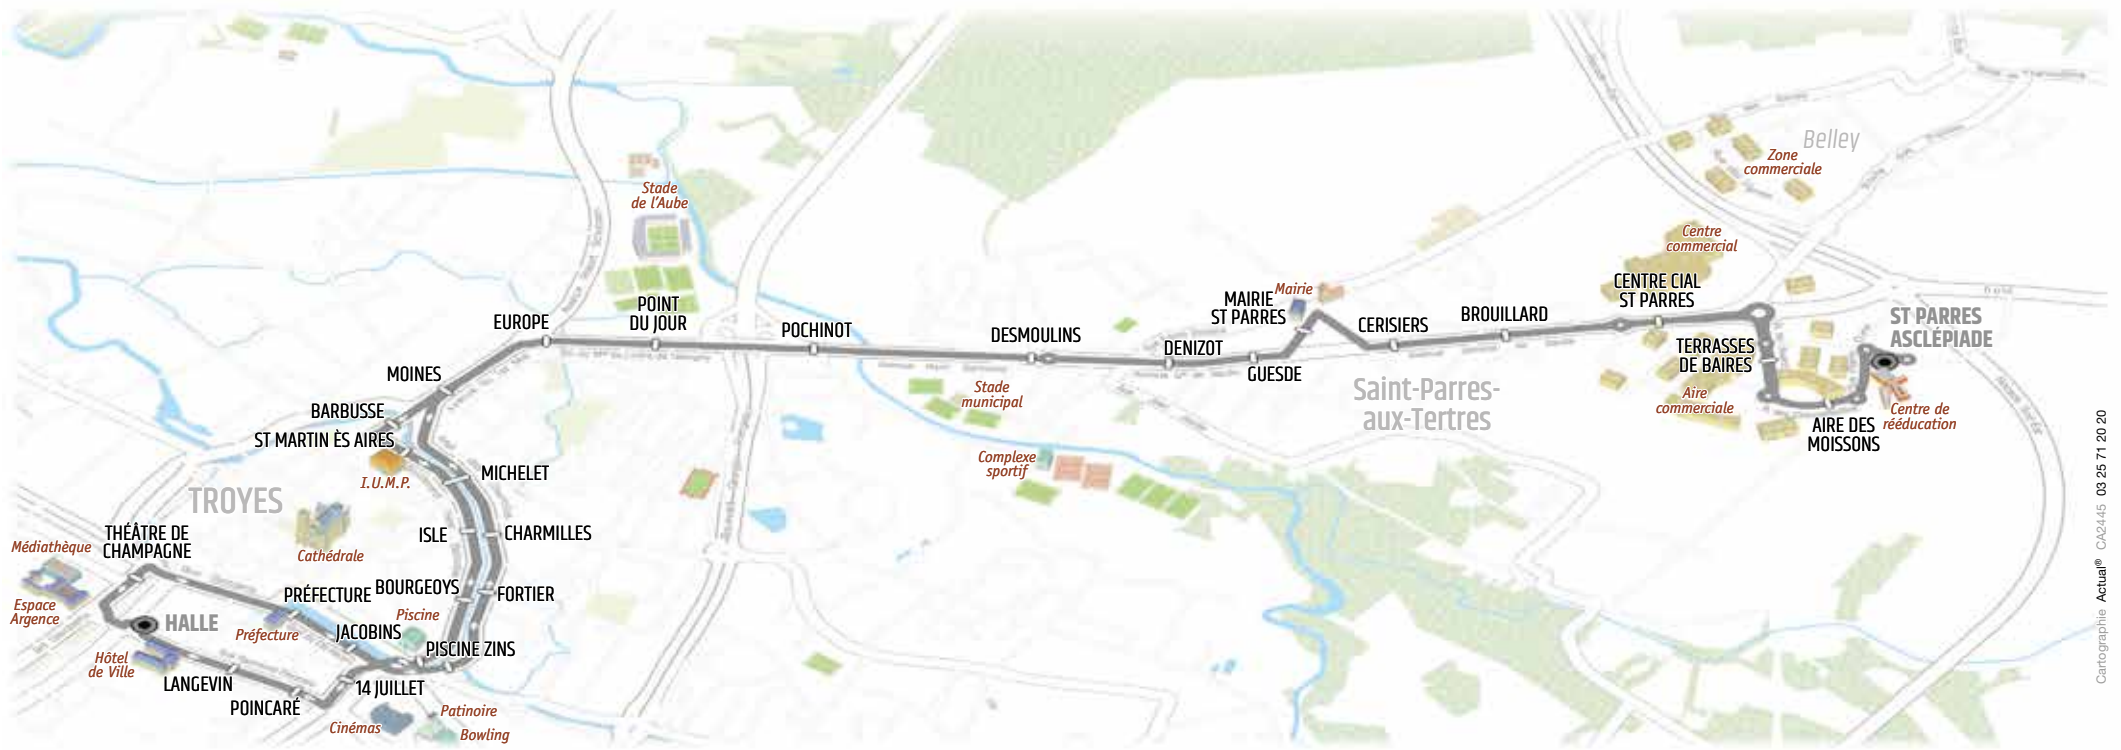 Belley
Zone
commerciale
Stade
de l'Aube
Centre
commercial
CENTRE CIAL
ST PARRES
Mairie
MAIRIE
ST PARRES
POINT
DU JOUR
EUROPE
POCHINOT
DESMOULINS
DENIZOT
GUESDE
CERISIERS
BROUILLARD
ST PARRES
ASCLÉPIADE
TERRASSES
DE BAIRES
Aire
commerciale
AIRE DES
MOISSONS
Centre de
rééducation
Saint-Parres-
aux-Tertres
Stade
municipal
Complexe
sportif
MOINES
BARBUSSE
ST MARTIN ÈS AIRES
I.U.M.P.
MICHELET
TROYES
ISLE
CHARMILLES
Cathédrale
THÉÂTRE DE
CHAMPAGNE
Médiathèque
Espace
Argence
PRÉFECTURE
BOURGEOYS
FORTIER
Piscine
HALLE
Préfecture
JACOBINS
PISCINE ZINS
Hôtel
de Ville
LANGEVIN
14 JUILLET
POINCARÉ
Cinémas
Patinoire
Bowling
Cartographie Actual® CA2445 03 25 71 20 20